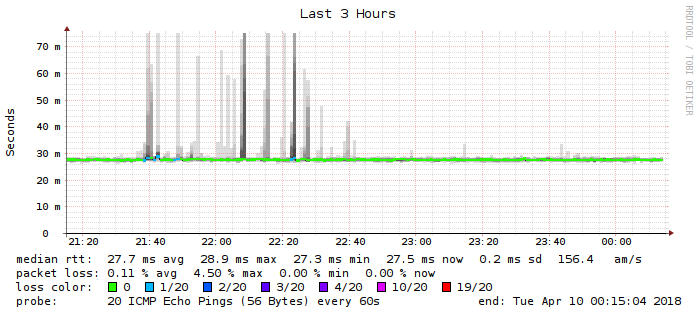 Last 3 Hours
RRDTOOL / TOBI OETIKER
Seconds
70 m
60 m
50 m
40 m
30 m
20 m
10 m
0
21:20 21:40 22:00 22:20 22:40 23:00 23:20 23:40 00:00
median rtt: 27.7 ms avg 28.9 ms max 27.3 ms min 27.5 ms now 0.2 ms sd 156.4 am/s
packet loss: 0.11 % avg 4.50 % max 0.00 % min 0.00 % now
loss color: 0 1/20 2/20 3/20 4/20 10/20 19/20
probe: 20 ICMP Echo Pings (56 Bytes) every 60s end: Tue Apr 10 00:15:04 2018